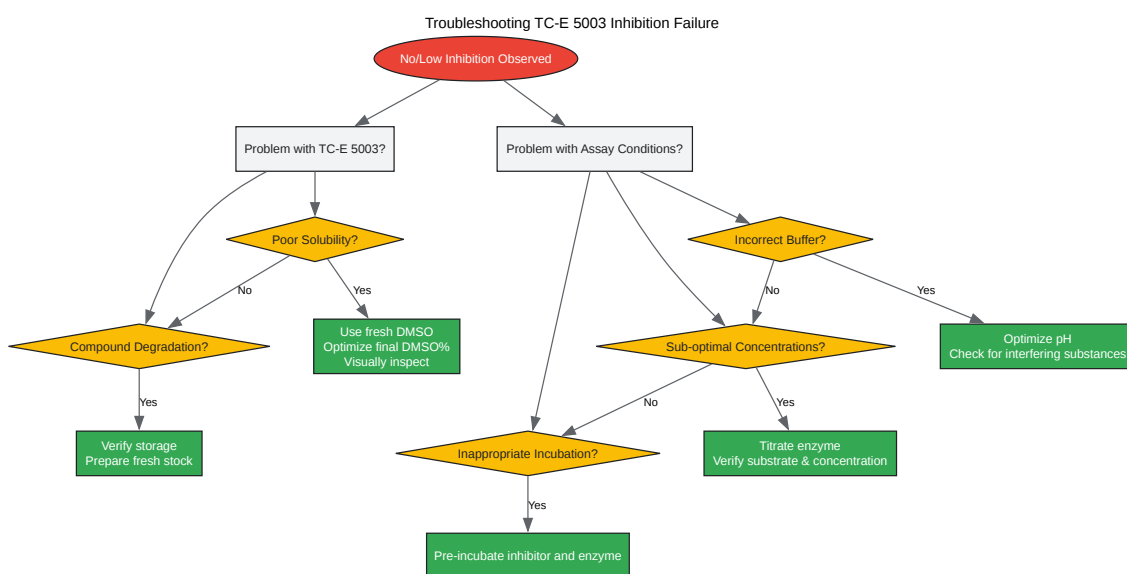 Troubleshooting TC-E 5003 Inhibition Failure
No/Low Inhibition Observed
Problem with TC-E 5003?
Problem with Assay Conditions?
Poor Solubility?
Incorrect Buffer?
No
Yes
No
Yes
Compound Degradation?
Use fresh DMSO
Optimize final DMSO%
Visually inspect
Sub-optimal Concentrations?
Optimize pH
Check for interfering substances
Yes
No
Yes
Verify storage
Prepare fresh stock
Inappropriate Incubation?
Titrate enzyme
Verify substrate & concentration
Yes
Pre-incubate inhibitor and enzyme